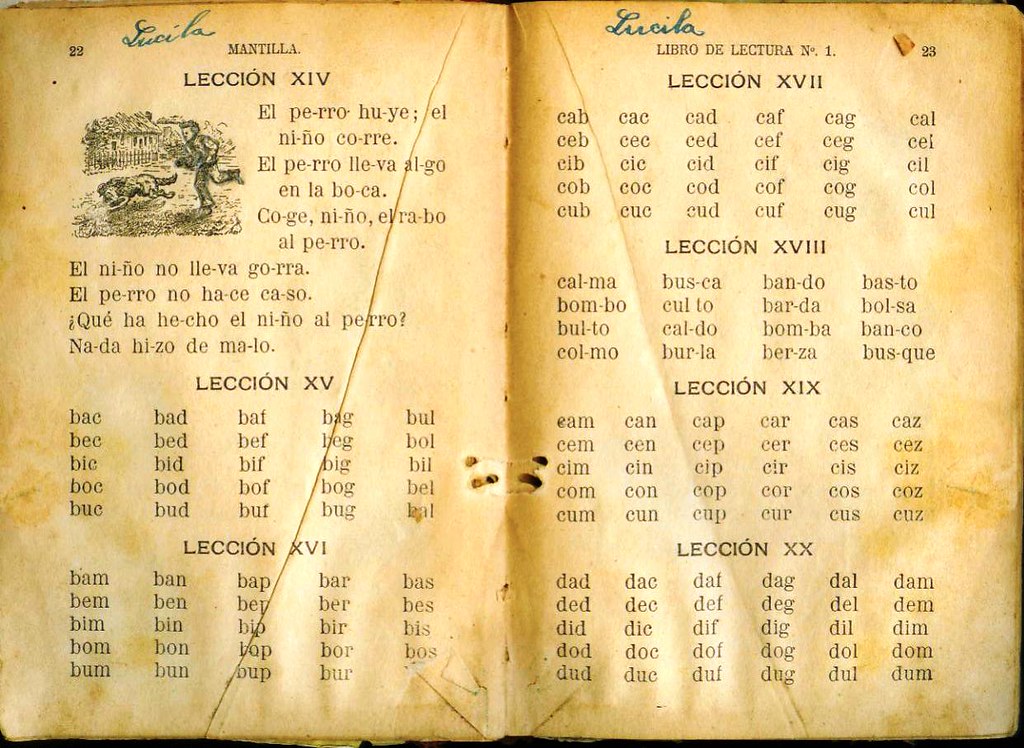 Lucila
22 MANTILLA.
LECCIÓN XIV
El pe-rro hu-ye; el
ni-ño co-rre.
El pe-rro lle-va al-go
en la bo-ca.
Co-ge, ni-ño, el ra-bo
al pe-rro.
El ni-ño no lle-va go-rra.
El pe-rro no ha-ce ca-so.
¿Qué ha he-cho el ni-ño al perro?
Na-da hi-zo de ma-lo.
LECCIÓN XV
bac bad baf bag bul
bec bed bef beg bol
bic bid bif big bil
boc bod bof bog bel
buc bud buf bug bal
LECCIÓN XVI
bam ban bap bar bas
bem ben bep ber bes
bim bin bip bir bis
bom bon bop bor bos
bum bun bup bur
Lucila
LIBRO DE LECTURA Nº. 1. 23
LECCIÓN XVII
cab cac cad caf cag cal
ceb cec ced cef ceg cel
cib cic cid cif cig cil
cob coc cod cof cog col
cub cuc cud cuf cug cul
LECCIÓN XVIII
cal-ma bus-ca ban-do bas-to
bom-bo cul to bar-da bol-sa
bul-to cal-do bom-ba ban-co
col-mo bur-la ber-za bus-que
LECCIÓN XIX
cam can cap car cas caz
cem cen cep cer ces cez
cim cin cip cir cis ciz
com con cop cor cos coz
cum cun cup cur cus cuz
LECCIÓN XX
dad dac daf dag dal dam
ded dec def deg del dem
did dic dif dig dil dim
dod doc dof dog dol dom
dud duc duf dug dul dum